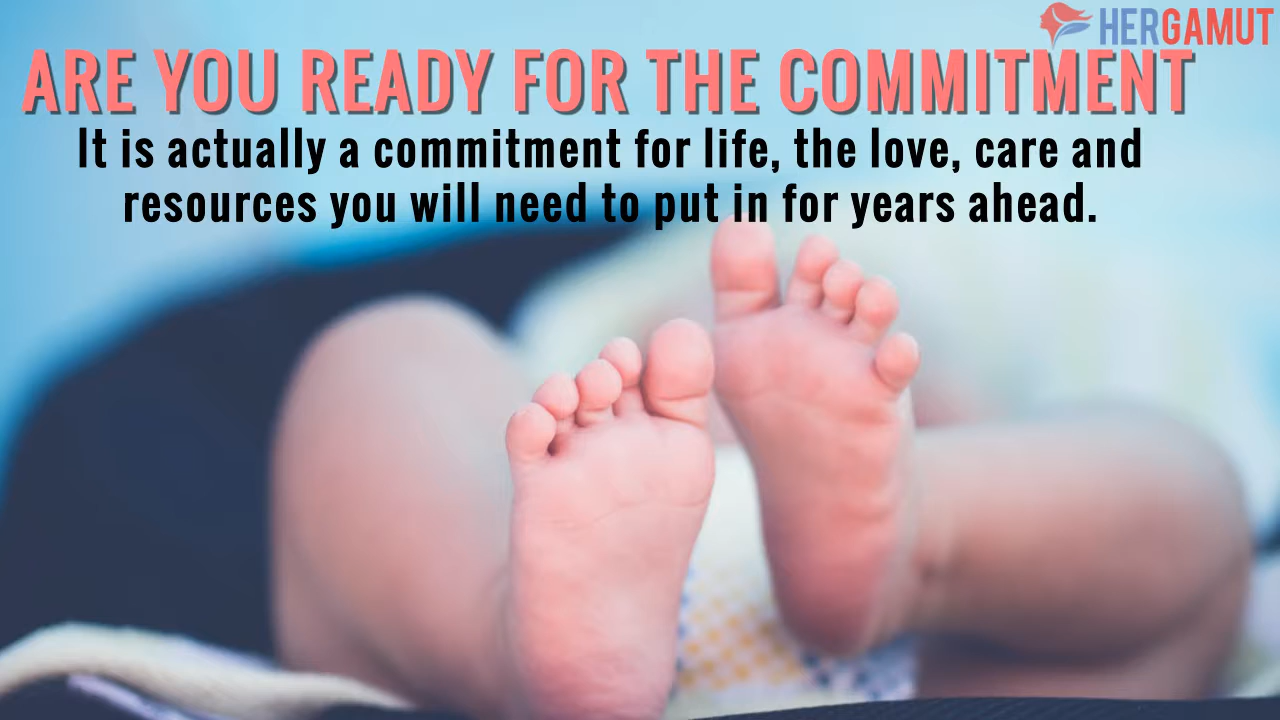 HERGAMUT
ARE YOU READY FOR THE COMMITMENT
It is actually a commitment for life, the love, care and
resources you will need to put in for years ahead.